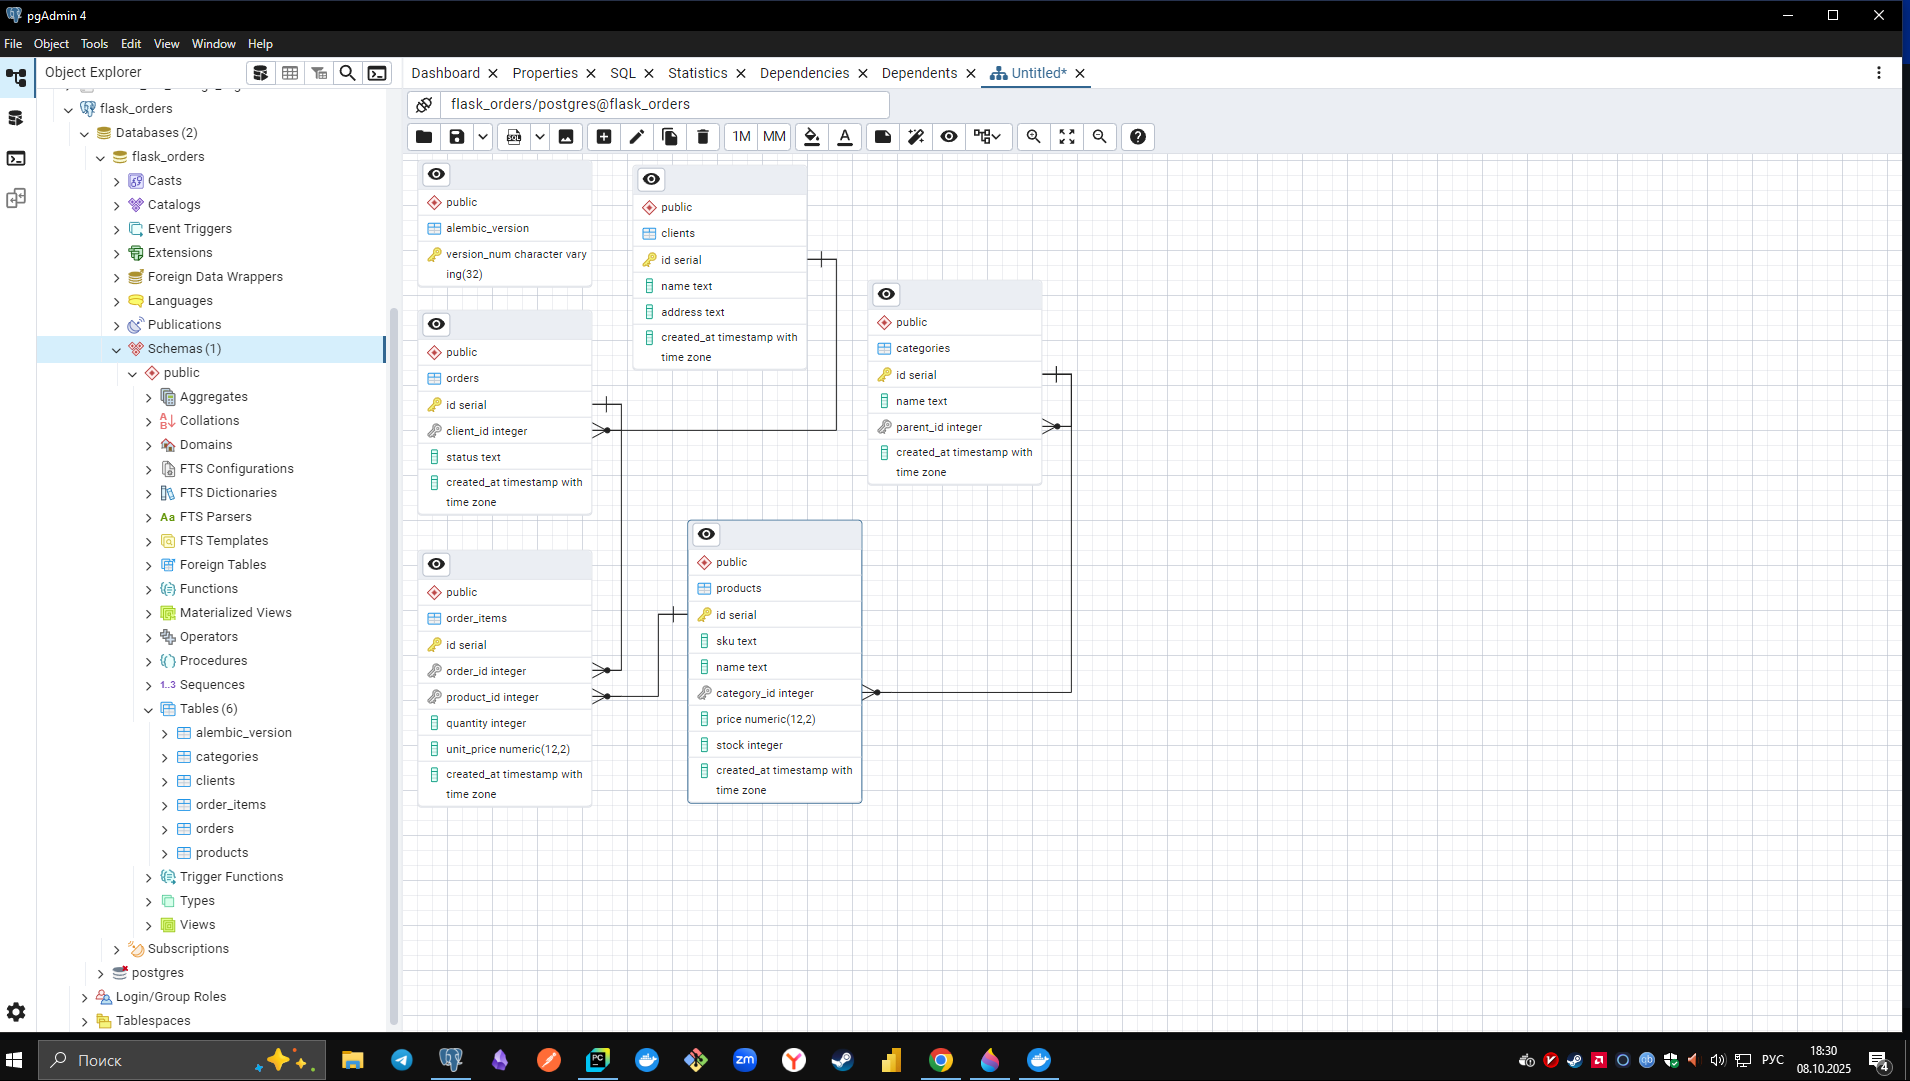 pgAdmin 4
File Object Tools Edit View Window Help
Object Explorer
Dashboard Properties SQL Statistics Dependencies Dependents Untitled*
flask_orders/postgres@flask_orders
1M MM
flask_orders
Databases (2)
flask_orders
Casts
Catalogs
Event Triggers
Extensions
Foreign Data Wrappers
Languages
Publications
Schemas (1)
public
Aggregates
Collations
Domains
FTS Configurations
FTS Dictionaries
FTS Parsers
FTS Templates
Foreign Tables
Functions
Materialized Views
Operators
Procedures
1..3 Sequences
Tables (6)
alembic_version
categories
clients
order_items
orders
products
Trigger Functions
Types
Views
Subscriptions
postgres
Login/Group Roles
Tablespaces
public
alembic_version
version_num character vary
ing(32)
public
clients
id serial
name text
address text
created_at timestamp with
time zone
public
categories
id serial
name text
parent_id integer
created_at timestamp with
time zone
public
orders
id serial
client_id integer
status text
created_at timestamp with
time zone
public
order_items
id serial
order_id integer
product_id integer
quantity integer
unit_price numeric(12,2)
created_at timestamp with
time zone
public
products
id serial
sku text
name text
category_id integer
price numeric(12,2)
stock integer
created_at timestamp with
time zone
Поиск
РУС
18:30
08.10.2025
4